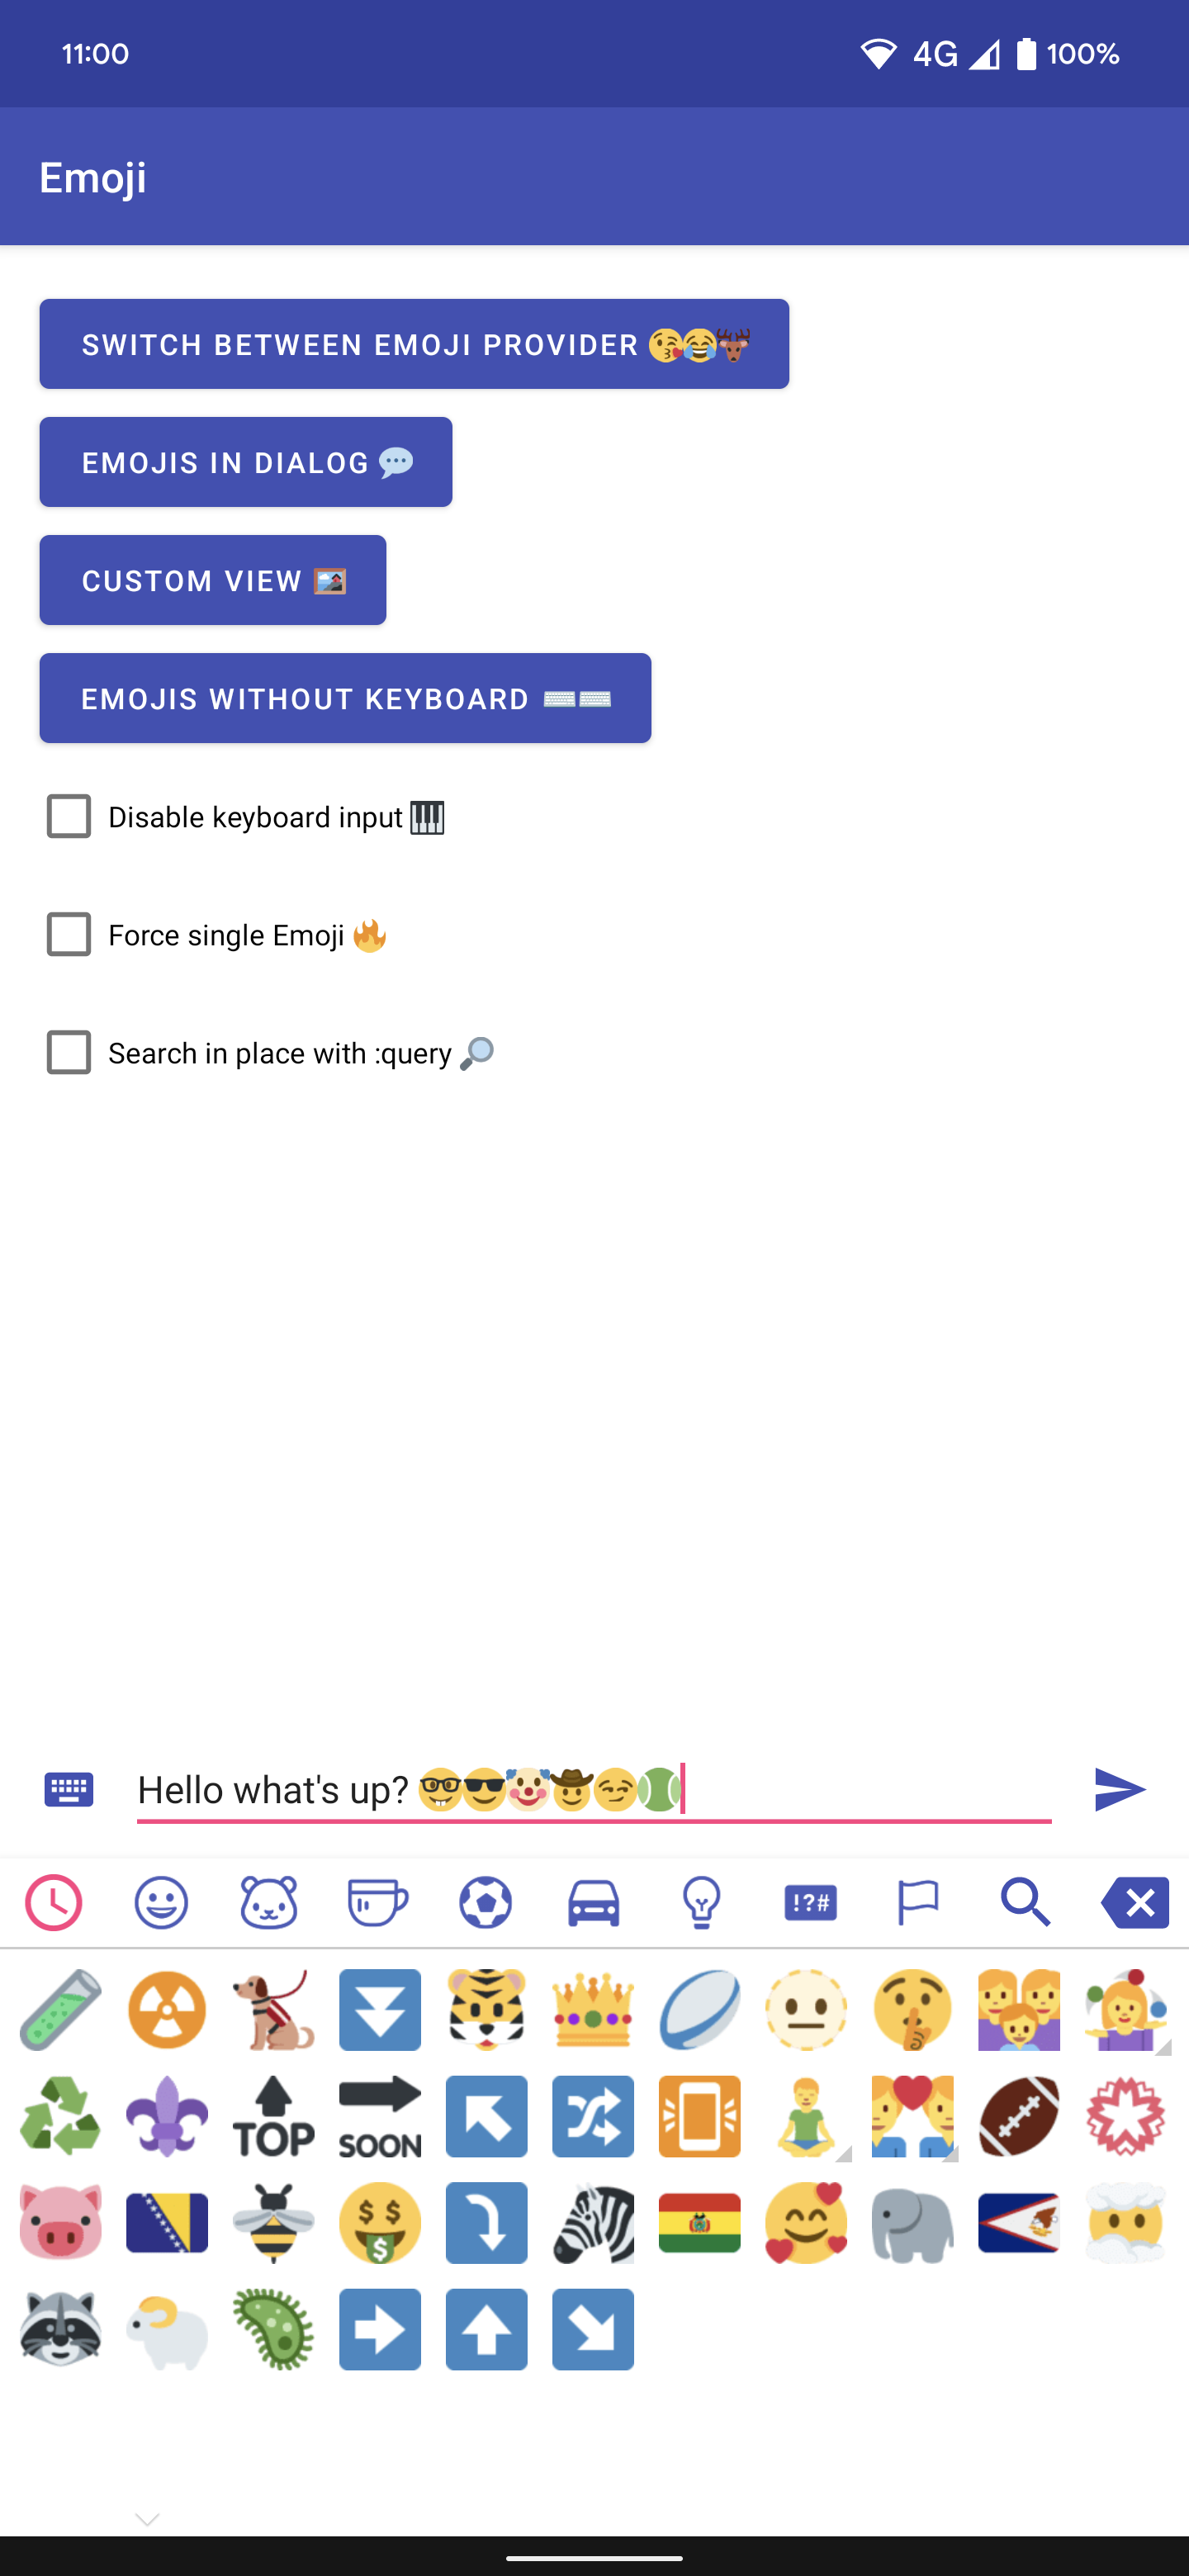 11:00 4G 100%
Emoji
SWITCH BETWEEN EMOJI PROVIDER 😘😂🦌
EMOJIS IN DIALOG 💬
CUSTOM VIEW 🖼️
EMOJIS WITHOUT KEYBOARD ⌨️⌨️
Disable keyboard input 🎹
Force single Emoji 🔥
Search in place with :query 🔎
Hello what's up? 🤓😎🤡🤠😏🎾
!?#
TOP SOON